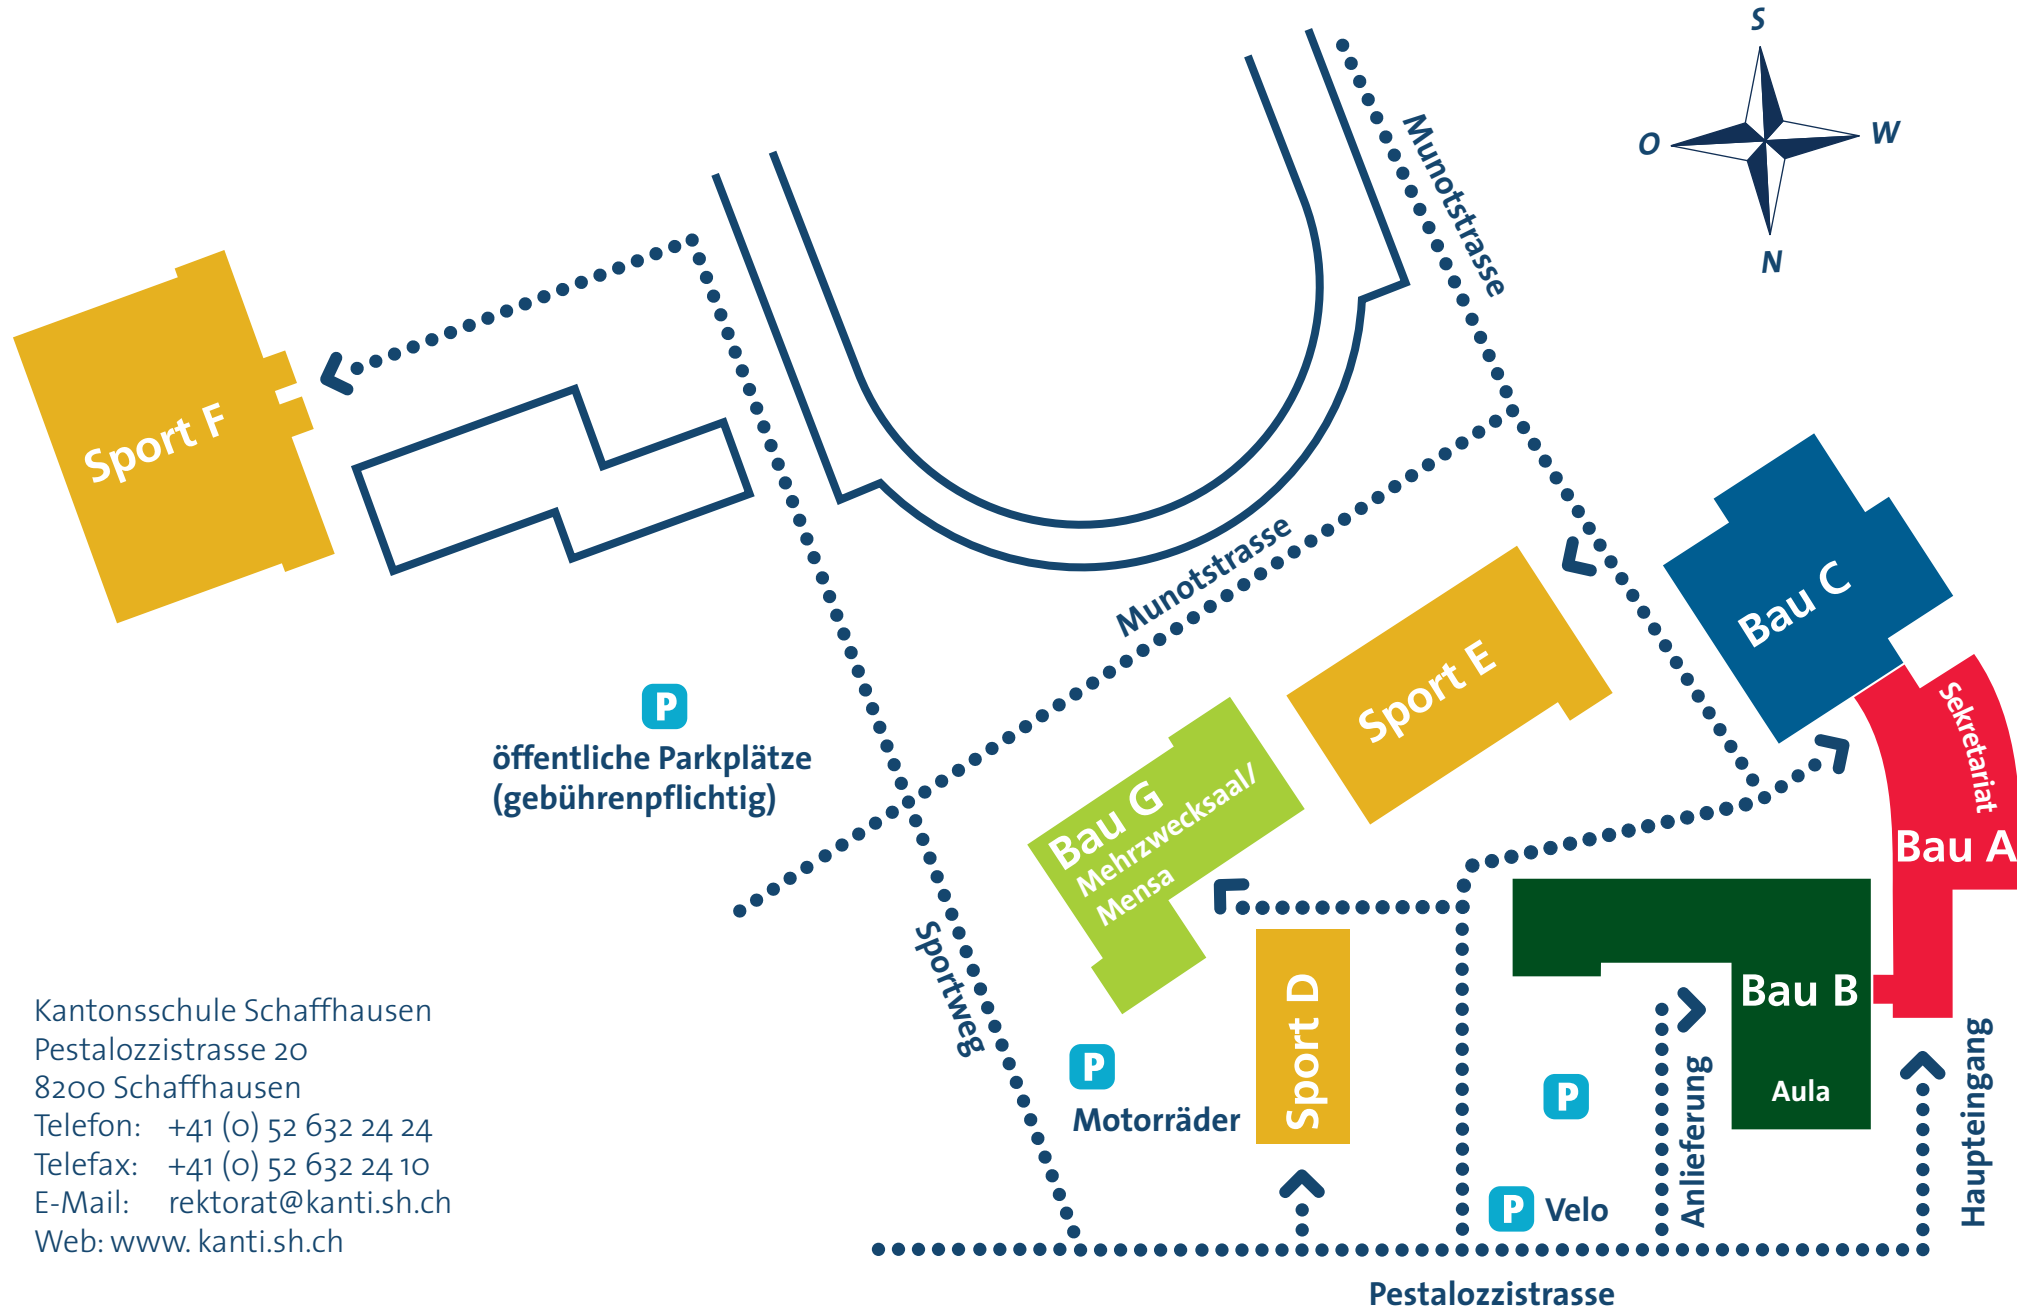 S
O
W
N
Munotstrasse
Sport F
Munotstrasse
Bau C
Sport E
P
öffentliche Parkplätze
(gebührenpflichtig)
Bau G
Mehrzwecksaal/
Mensa
Sekretariat
Bau A
Sportweg
Sport D
Bau B
Aula
P
Motorräder
P
P Velo
Anlieferung
Haupteingang
Pestalozzistrasse
Kantonsschule Schaffhausen
Pestalozzistrasse 20
8200 Schaffhausen
Telefon: +41 (0) 52 632 24 24
Telefax: +41 (0) 52 632 24 10
E-Mail: rektorat@kanti.sh.ch
Web: www. kanti.sh.ch